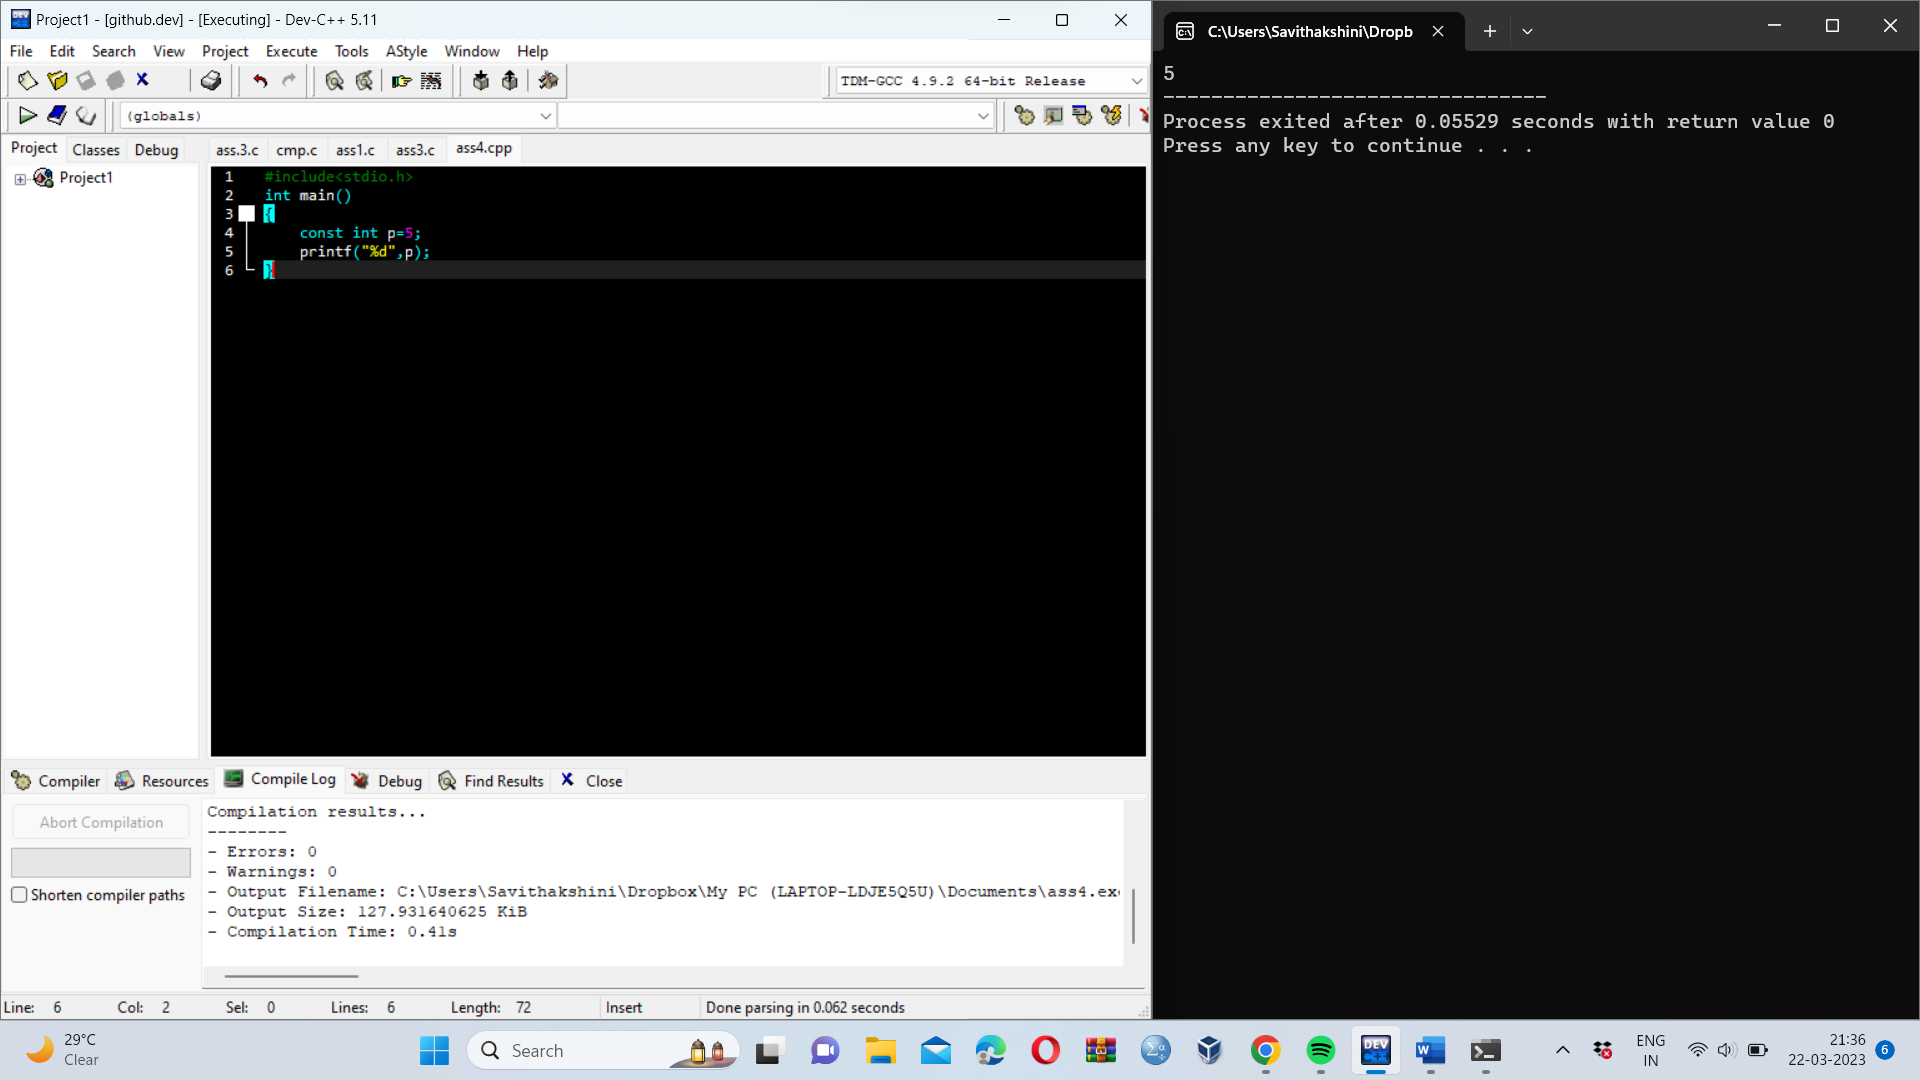 Project1 - [github.dev] - [Executing] - Dev-C++ 5.11
File Edit Search View Project Execute Tools AStyle Window Help
TDM-GCC 4.9.2 64-bit Release
(globals)
Project Classes Debug
ass.3.c cmp.c ass1.c ass3.c ass4.cpp
Project1
1 #include<stdio.h>
2 int main()
3 {
4 const int p=5;
5 printf("%d",p);
6 }
Compiler Resources Compile Log Debug Find Results Close
Abort Compilation
Shorten compiler paths
Compilation results...
--------
- Errors: 0
- Warnings: 0
- Output Filename: C:\Users\Savithakshini\Dropbox\My PC (LAPTOP-LDJE5Q5U)\Documents\ass4.ex
- Output Size: 127.931640625 KiB
- Compilation Time: 0.41s
Line: 6 Col: 2 Sel: 0 Lines: 6 Length: 72 Insert Done parsing in 0.062 seconds
C:\Users\Savithakshini\Dropb
5
--------------------------------
Process exited after 0.05529 seconds with return value 0
Press any key to continue . . .
29°C
Clear
Search
DEV
C++
ENG
IN
21:36
22-03-2023
6